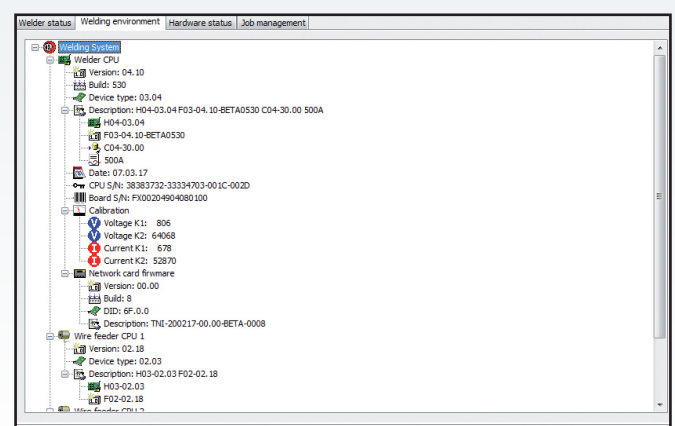 Welder status Welding environment Hardware status Job management
Welding System
Welder CPU
Version: 04.10
Build: 530
Device type: 03.04
Description: H04-03.04 F03-04.10-BETA0530 C04-30.00 500A
H04-03.04
F03-04.10-BETA0530
C04-30.00
500A
Date: 07.03.17
CPU S/N: 38383732-33334703-001C-002D
Board S/N: FX00204904080100
Calibration
Voltage K1: 806
Voltage K2: 64068
Current K1: 678
Current K2: 52870
Network card firwmare
Version: 00.00
Build: 8
DID: 6F.0.0
Description: TNI-200217-00.00-BETA-0008
Wire feeder CPU 1
Version: 02.18
Device type: 02.03
Description: H03-02.03 F02-02.18
H03-02.03
F02-02.18
Wire feeder CPU 2